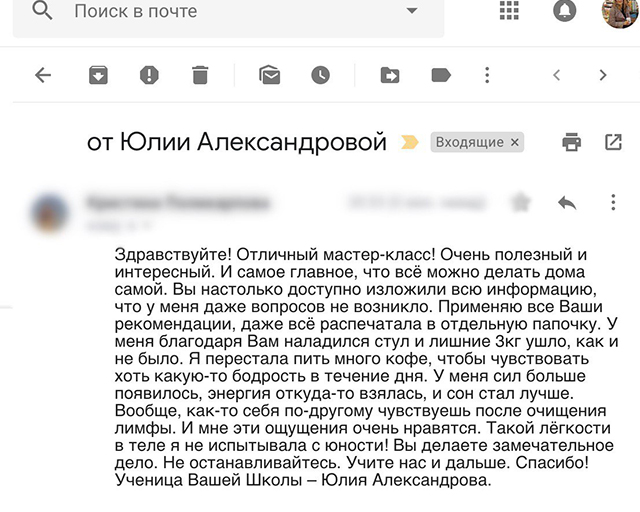 Поиск в почте
от Юлии Александровой
Входящие ×
Здравствуйте! Отличный мастер-класс! Очень полезный и
интересный. И самое главное, что всё можно делать дома
самой. Вы настолько доступно изложили всю информацию,
что у меня даже вопросов не возникло. Применяю все Ваши
рекомендации, даже всё распечатала в отдельную папочку. У
меня благодаря Вам наладился стул и лишние 3кг ушло, как и
не было. Я перестала пить много кофе, чтобы чувствовать
хоть какую-то бодрость в течение дня. У меня сил больше
появилось, энергия откуда-то взялась, и сон стал лучше.
Вообще, как-то себя по-другому чувствуешь после очищения
лимфы. И мне эти ощущения очень нравятся. Такой лёгкости
в теле я не испытывала с юности! Вы делаете замечательное
дело. Не останавливайтесь. Учите нас и дальше. Спасибо!
Ученица Вашей Школы – Юлия Александрова.